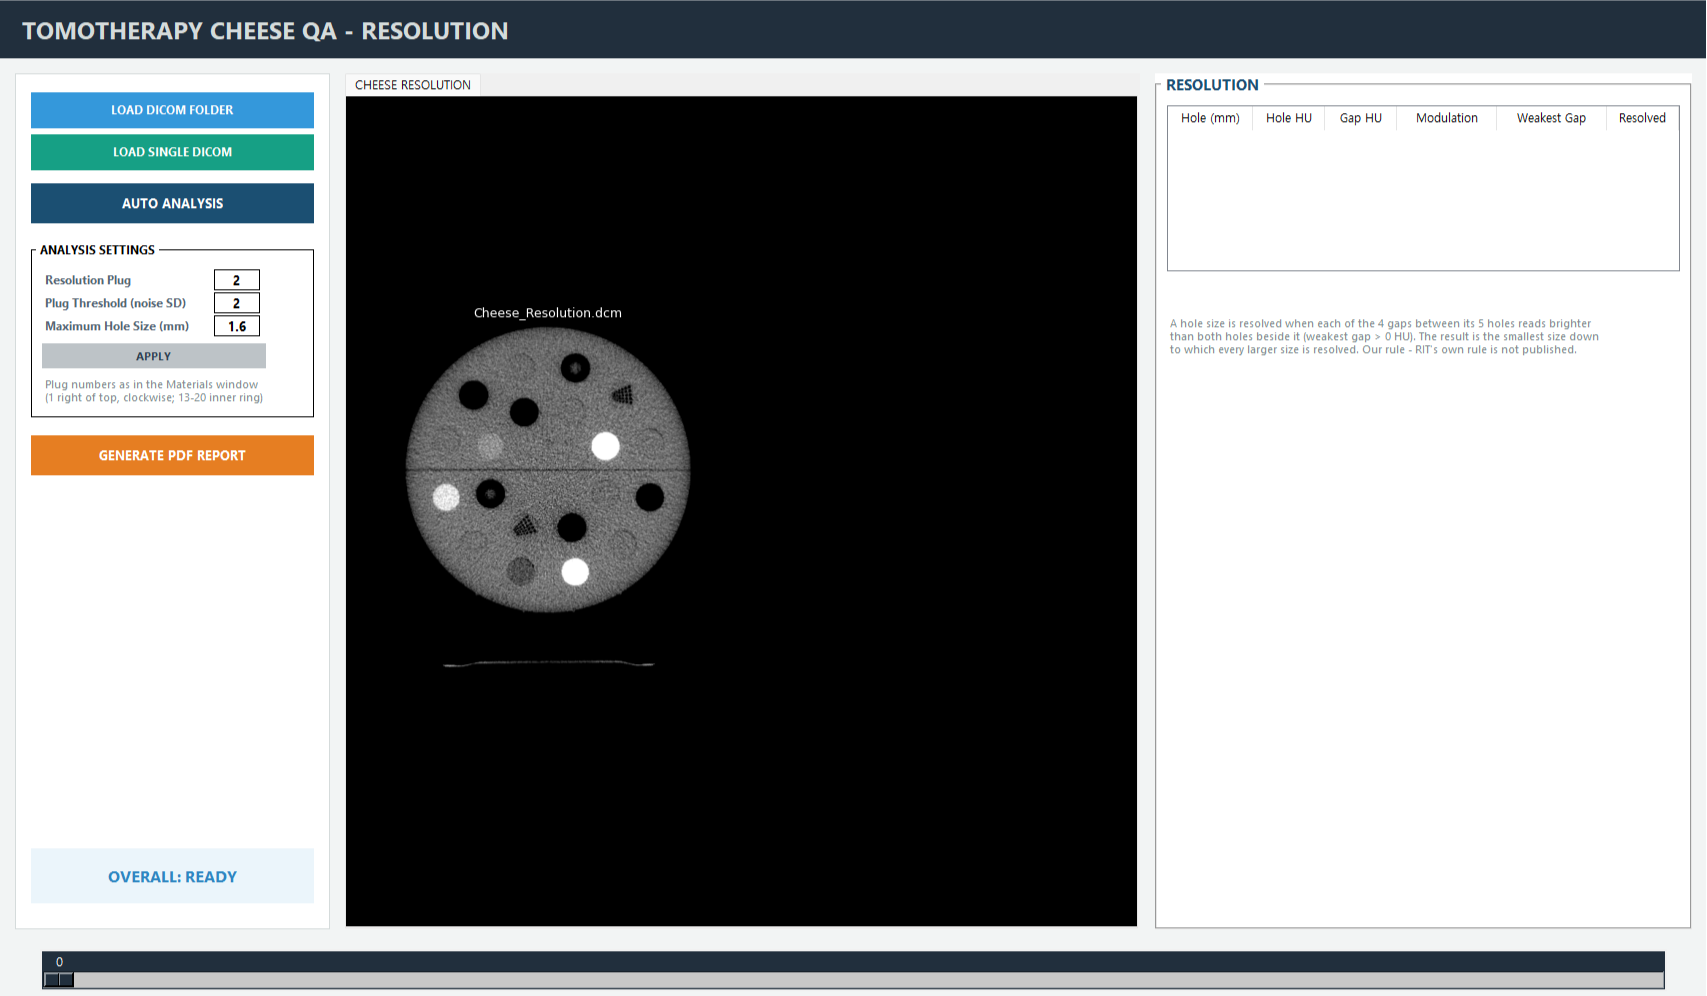 TOMOTHERAPY CHEESE QA - RESOLUTION
LOAD DICOM FOLDER
LOAD SINGLE DICOM
AUTO ANALYSIS
ANALYSIS SETTINGS
Resolution Plug 2
Plug Threshold (noise SD) 2
Maximum Hole Size (mm) 1.6
APPLY
Plug numbers as in the Materials window
(1 right of top, clockwise; 13-20 inner ring)
GENERATE PDF REPORT
OVERALL: READY
CHEESE RESOLUTION
Cheese_Resolution.dcm
RESOLUTION
Hole (mm) Hole HU Gap HU Modulation Weakest Gap Resolved
A hole size is resolved when each of the 4 gaps between its 5 holes reads brighter
than both holes beside it (weakest gap > 0 HU). The result is the smallest size down
to which every larger size is resolved. Our rule - RIT's own rule is not published.
0